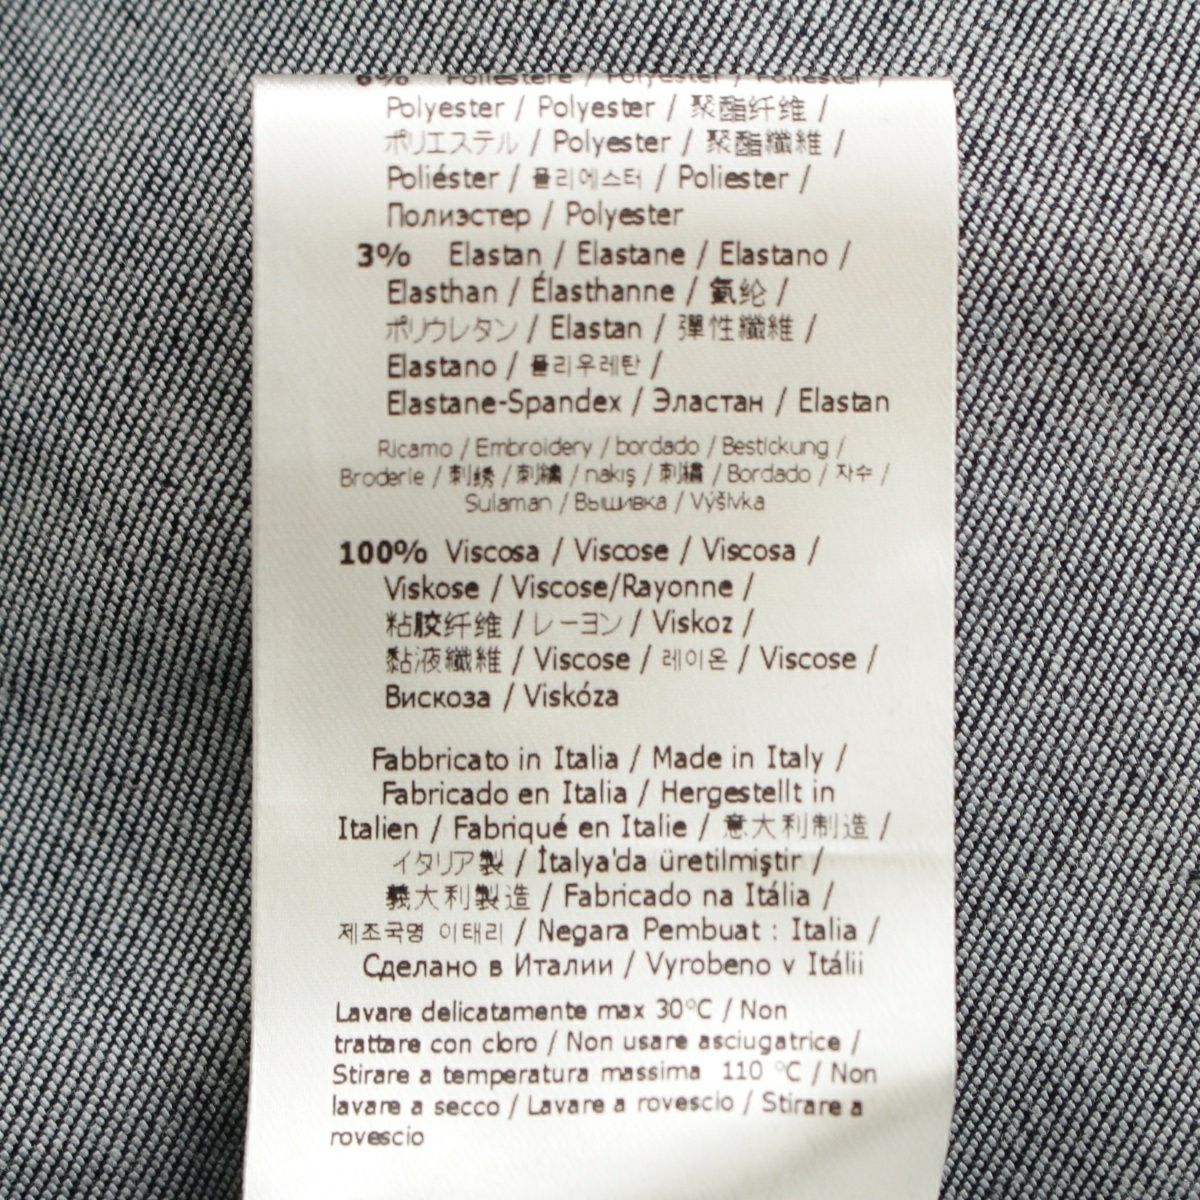 6% Poliestere / Polyester / Poliéster /
Polyester / Polyester / 聚酯纤维 /
ポリエステル / Polyester / 聚酯纖維 /
Poliéster / 폴리에스터 / Poliester /
Полиэстер / Polyester
3% Elastan / Elastane / Elastano /
Elasthan / Élasthanne / 氨纶 /
ポリウレタン / Elastan / 彈性纖維 /
Elastano / 폴리우레탄 /
Elastane-Spandex / Эластан / Elastan
Ricamo / Embroidery / bordado / Bestickung /
Broderie / 刺绣 / 刺繍 / nakış / 刺繡 / Bordado / 자수 /
Sulaman / Вышивка / Výšivka
100% Viscosa / Viscose / Viscosa /
Viskose / Viscose/Rayonne /
粘胶纤维 / レーヨン / Viskoz /
黏液纖維 / Viscose / 레이온 / Viscose /
Вискоза / Viskóza
Fabbricato in Italia / Made in Italy /
Fabricado en Italia / Hergestellt in
Italien / Fabriqué en Italie / 意大利制造 /
イタリア製 / İtalya'da üretilmiştir /
義大利製造 / Fabricado na Itália /
제조국명 이태리 / Negara Pembuat : Italia /
Сделано в Италии / Vyrobeno v Itálii
Lavare delicatamente max 30°C / Non
trattare con cloro / Non usare asciugatrice /
Stirare a temperatura massima 110 °C / Non
lavare a secco / Lavare a rovescio / Stirare a
rovescio